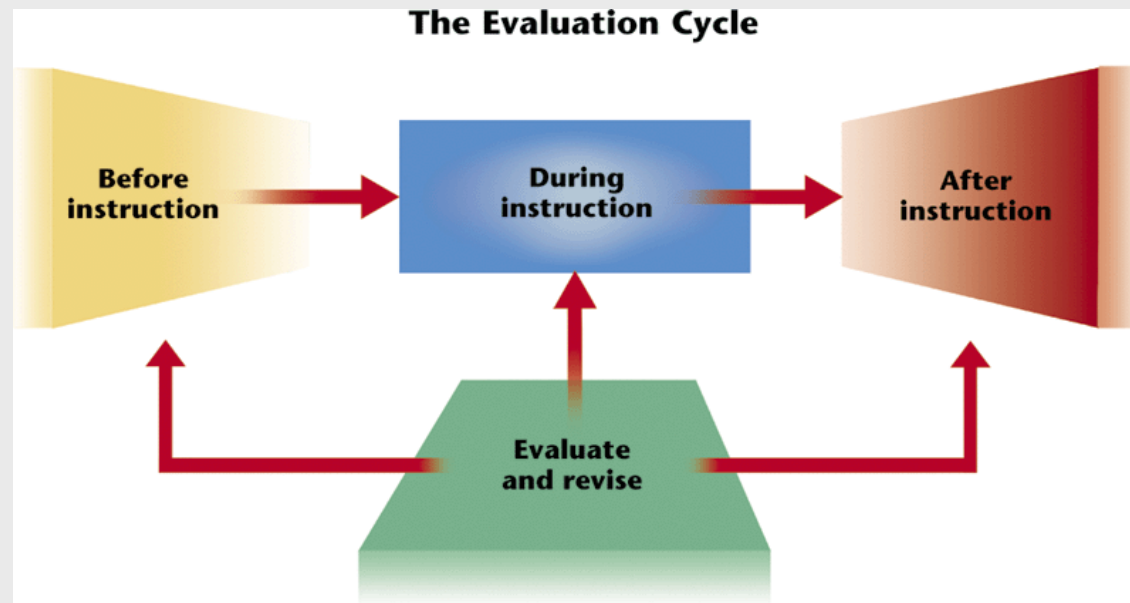 The Evaluation Cycle
Before
instruction
During
instruction
After
instruction
Evaluate
and revise